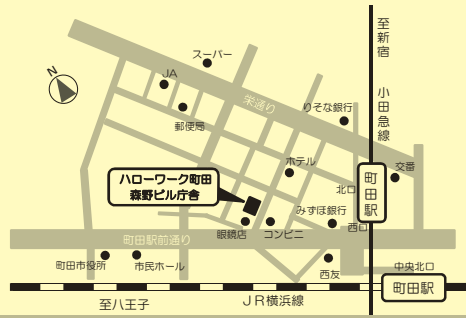 至新宿
小田急線
スーパー
N
JA
栄通り
りそな銀行
郵便局
ホテル
交番
ハローワーク町田
森野ビル庁舎
北口
町田駅
みずほ銀行
西口
眼鏡店
コンビニ
町田駅前通り
町田市役所
市民ホール
西友
中央北口
町田駅
至八王子
JR横浜線